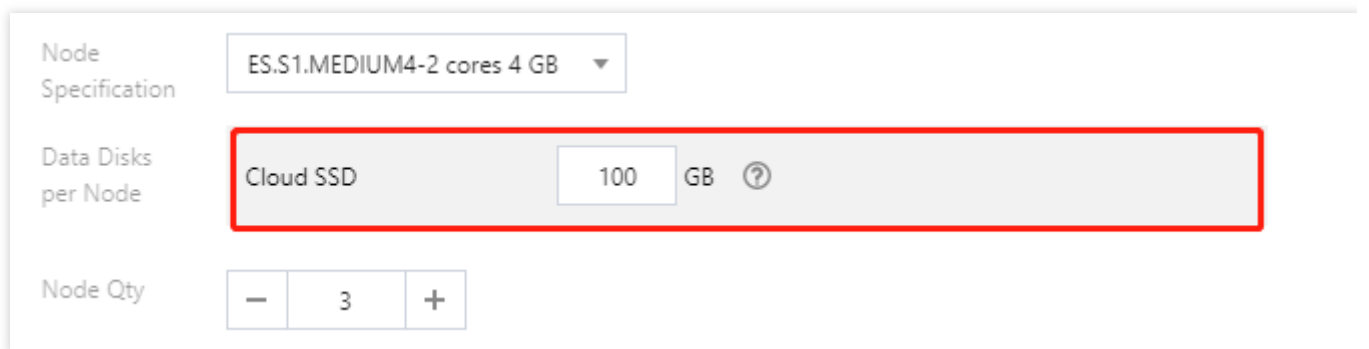 Node
Specification
ES.S1.MEDIUM4-2 cores 4 GB
Data Disks
per Node
Cloud SSD 100 GB ?
Node Qty
− 3 +